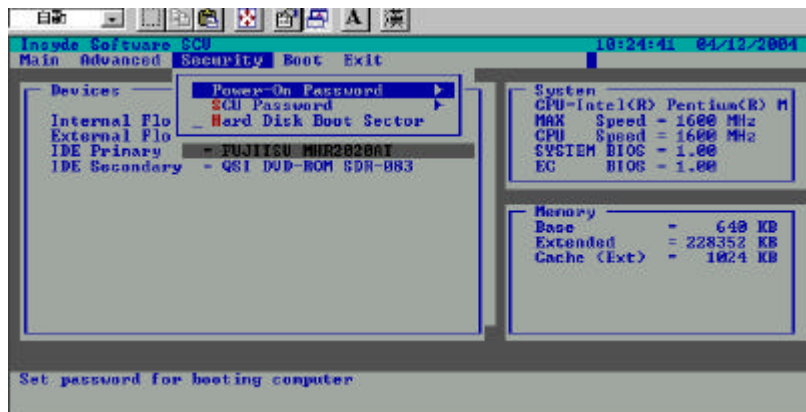 自動 A 漢
Insyde Software SCU 10:24:41 04/12/2004
Main Advanced Security Boot Exit
Power-On Password
SCU Password
_ Hard Disk Boot Sector
Devices
Internal Flo
External Flo
IDE Primary - FUJITSU MHR2020AT
IDE Secondary - QSI DVD-ROM SDR-083
System
CPU-Intel(R) Pentium(R) M
MAX Speed = 1600 MHz
CPU Speed = 1600 MHz
SYSTEM BIOS - 1.00
EC BIOS - 1.00
Memory
Base - 640 KB
Extended = 228352 KB
Cache (Ext) - 1024 KB
Set password for booting computer